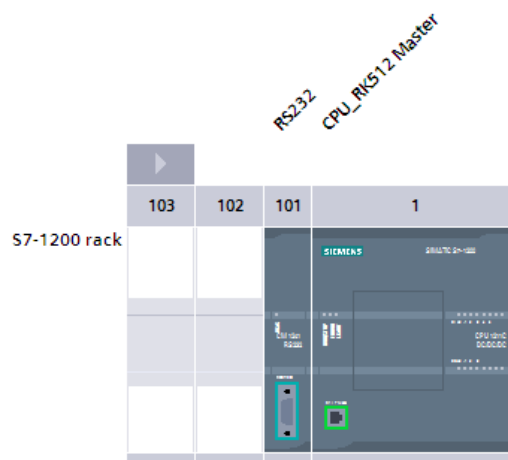 RS232
CPU_RK512 Master
103
102
101
1
S7-1200 rack
SIEMENS
SIMATIC S7-1200
CM 1241
RS232
CPU 1211C
DC/DC/DC